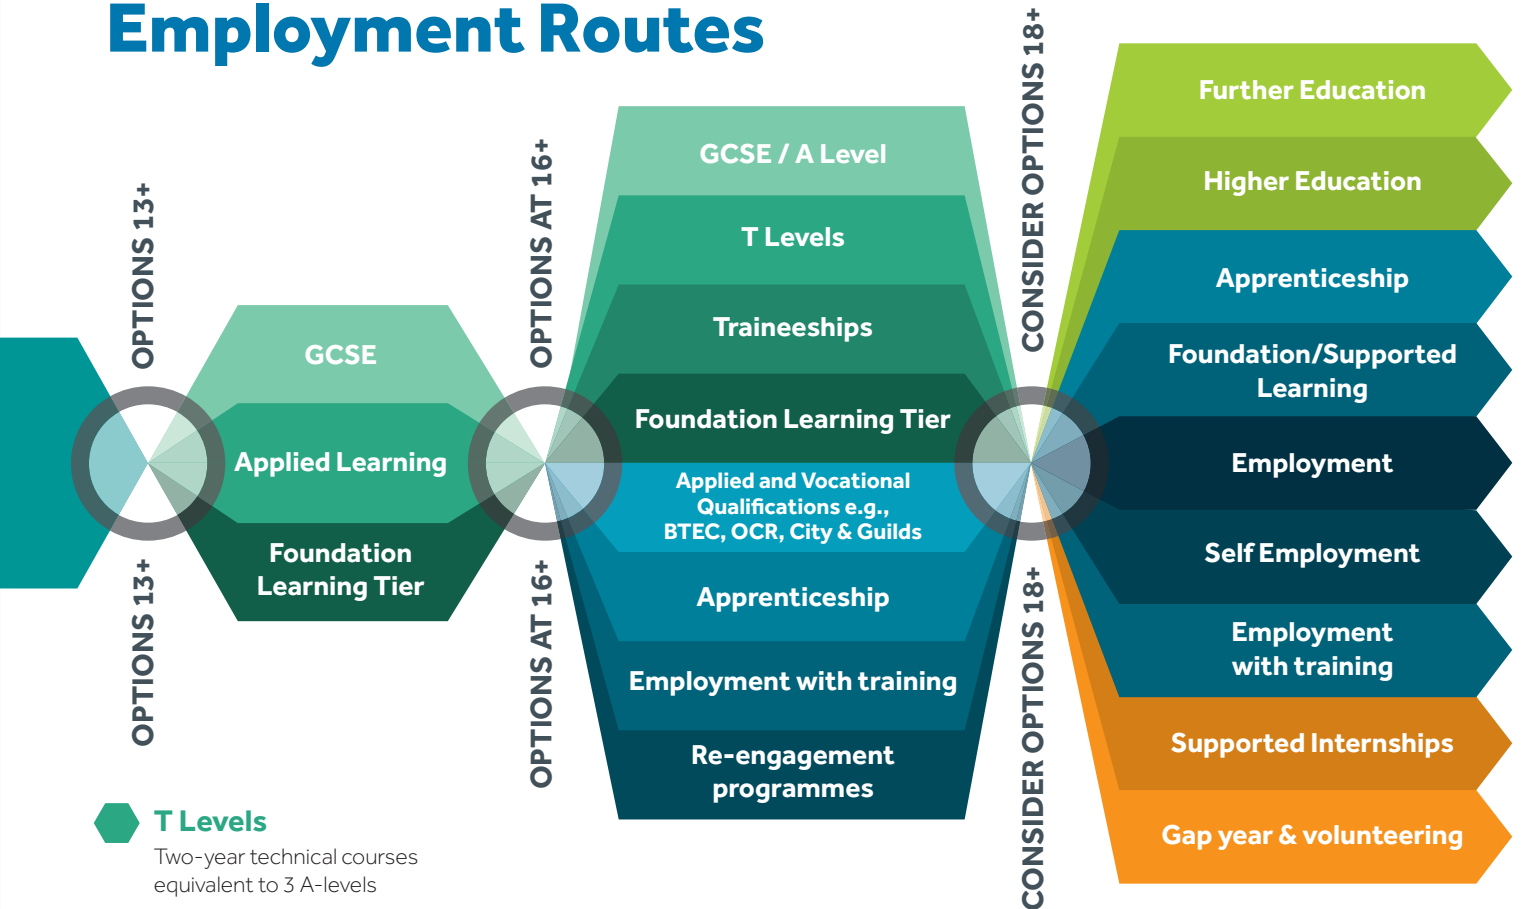 Employment Routes
OPTIONS 13+
OPTIONS 13+
GCSE
Applied Learning
Foundation
Learning Tier
OPTIONS AT 16+
OPTIONS AT 16+
GCSE / A Level
T Levels
Traineeships
Foundation Learning Tier
Applied and Vocational
Qualifications e.g.,
BTEC, OCR, City & Guilds
Apprenticeship
Employment with training
Re-engagement
programmes
CONSIDER OPTIONS 18+
CONSIDER OPTIONS 18+
Further Education
Higher Education
Apprenticeship
Foundation/Supported
Learning
Employment
Self Employment
Employment
with training
Supported Internships
Gap year & volunteering
T Levels
Two-year technical courses
equivalent to 3 A-levels